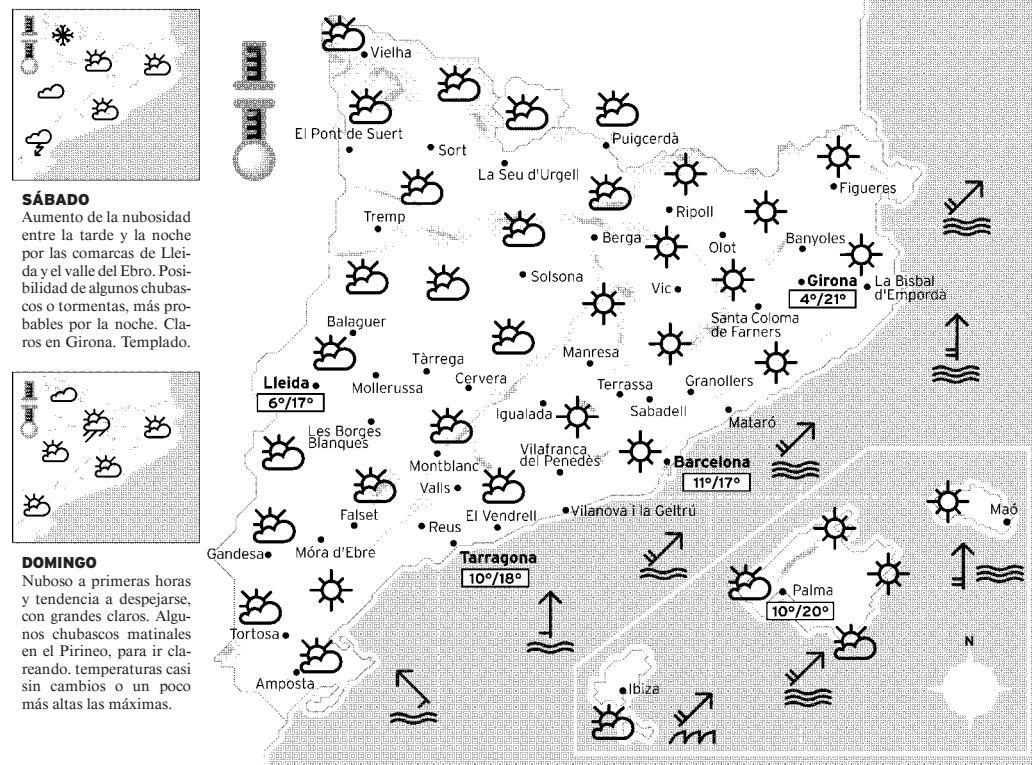 SÁBADO
Aumento de la nubosidad
entre la tarde y la noche
por las comarcas de Llei-
da y el valle del Ebro. Posi-
bilidad de algunos chubas-
cos o tormentas, más pro-
bables por la noche. Cla-
ros en Girona. Templado.
DOMINGO
Nuboso a primeras horas
y tendencia a despejarse,
con grandes claros. Algu-
nos chubascos matinales
en el Pirineo, para ir cla-
reando. temperaturas casi
sin cambios o un poco
más altas las máximas.
Vielha
El Pont de Suert
Sort
La Seu d'Urgell
Puigcerdà
Figueres
Tremp
Ripoll
Berga
Olot
Banyoles
Solsona
Vic
Girona
4°/21°
La Bisbal
d'Empordà
Santa Coloma
de Farners
Balaguer
Tàrrega
Manresa
Lleida
6°/17°
Mollerussa
Cervera
Terrassa
Granollers
Sabadell
Igualada
Mataró
Les Borges
Blanques
Vilafranca
del Penedès
Montblanc
Barcelona
11°/17°
Valls
Falset
Reus
El Vendrell
Vilanova i la Geltrú
Maó
Gandesa
Móra d'Ebre
Tarragona
10°/18°
Palma
10°/20°
Tortosa
Amposta
Ibiza
N